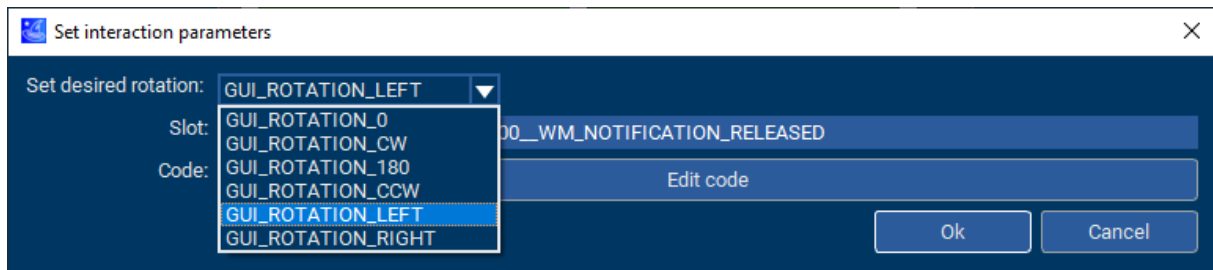 Set interaction parameters
Set desired rotation: GUI_ROTATION_LEFT
GUI_ROTATION_0
Slot: 00__WM_NOTIFICATION_RELEASED
GUI_ROTATION_CW
Code: GUI_ROTATION_180 Edit code
GUI_ROTATION_CCW
GUI_ROTATION_LEFT
GUI_ROTATION_RIGHT
Ok Cancel